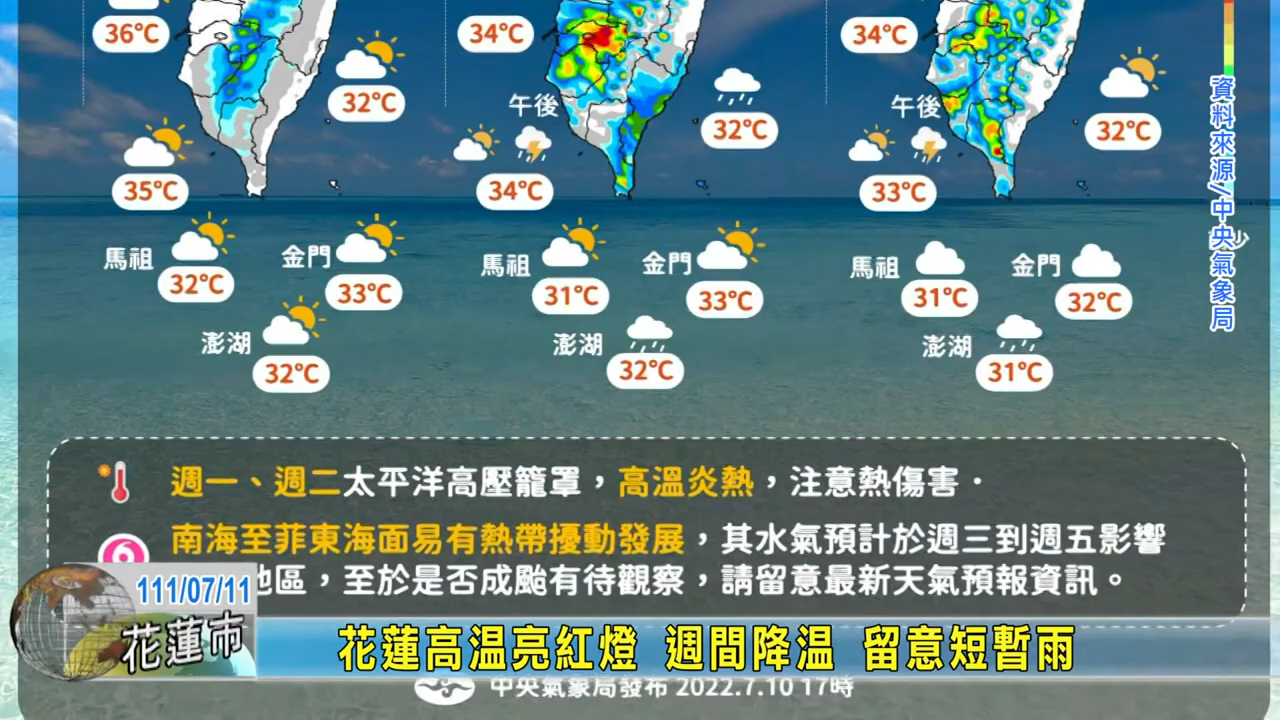 36°C
34°C
34°C
32°C
午後
32°C
午後
32°C
35°C
34°C
33°C
馬祖
32°C
金門
33°C
馬祖
31°C
金門
33°C
馬祖
31°C
金門
32°C
澎湖
32°C
澎湖
32°C
澎湖
31°C
資料來源/中央氣象局
少
週一、週二太平洋高壓籠罩,高溫炎熱,注意熱傷害.
南海至菲東海面易有熱帶擾動發展,其水氣預計於週三到週五影響
地區,至於是否成颱有待觀察,請留意最新天氣預報資訊。
111/07/11
花蓮市
花蓮高溫亮紅燈 週間降溫 留意短暫雨
中央氣象局發布 2022.7.10 17時